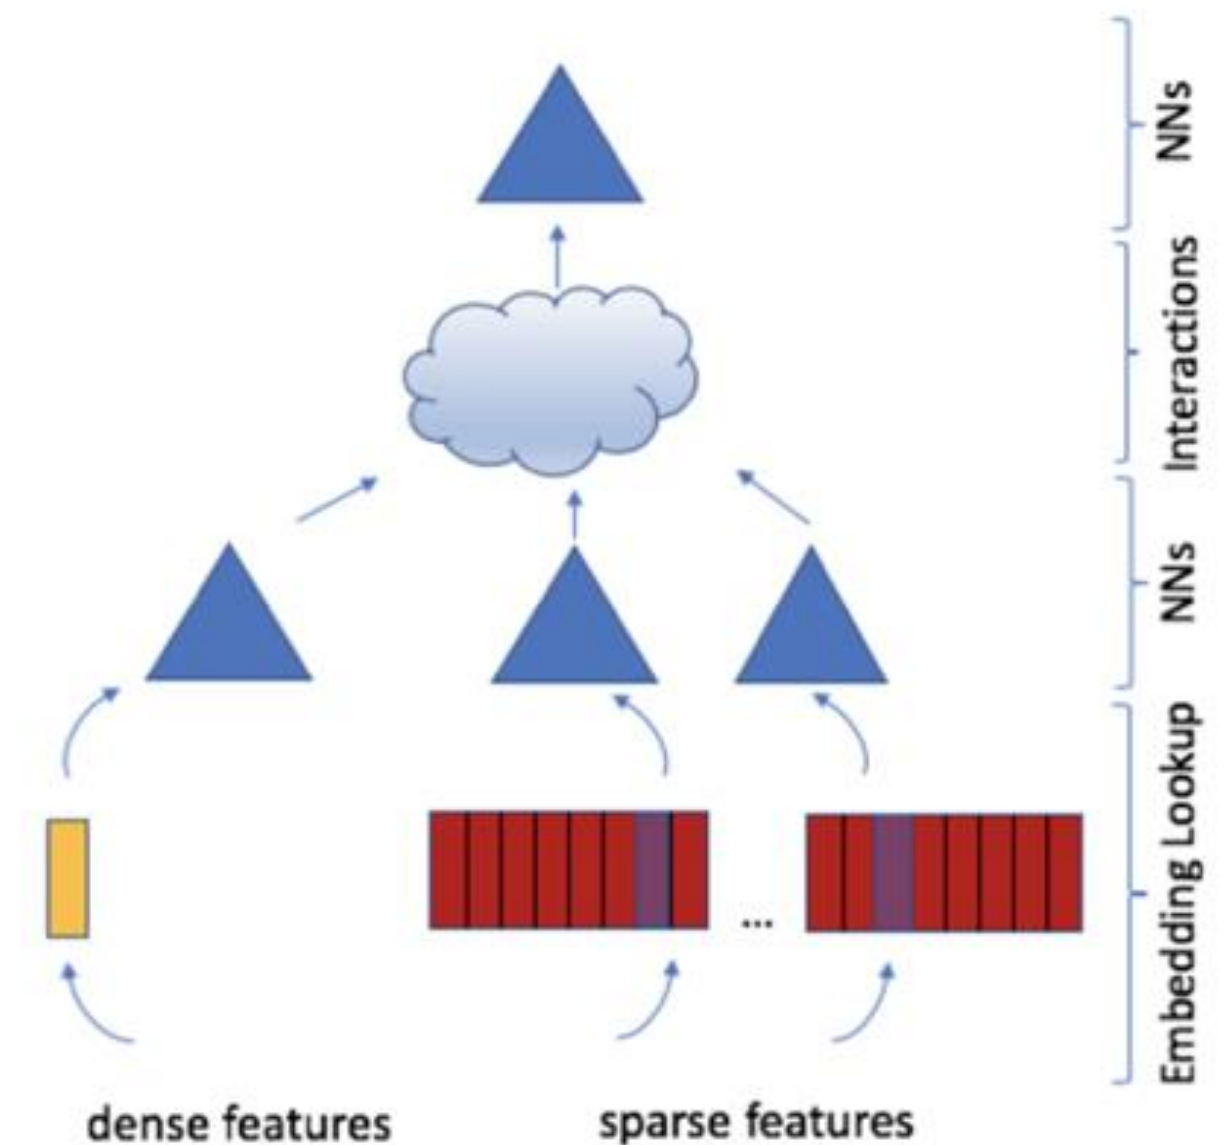 NNs
Interactions
NNs
Embedding Lookup
...
dense features
sparse features